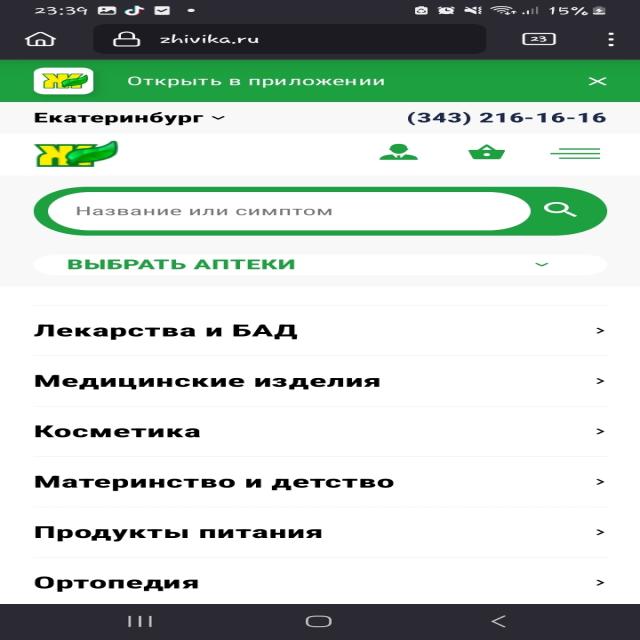 23:39
15%
zhivika.ru
23
Открыть в приложении
Екатеринбург
(343) 216-16-16
Название или симптом
ВЫБРАТЬ АПТЕКИ
Лекарства и БАД
Медицинские изделия
Косметика
Материнство и детство
Продукты питания
Ортопедия